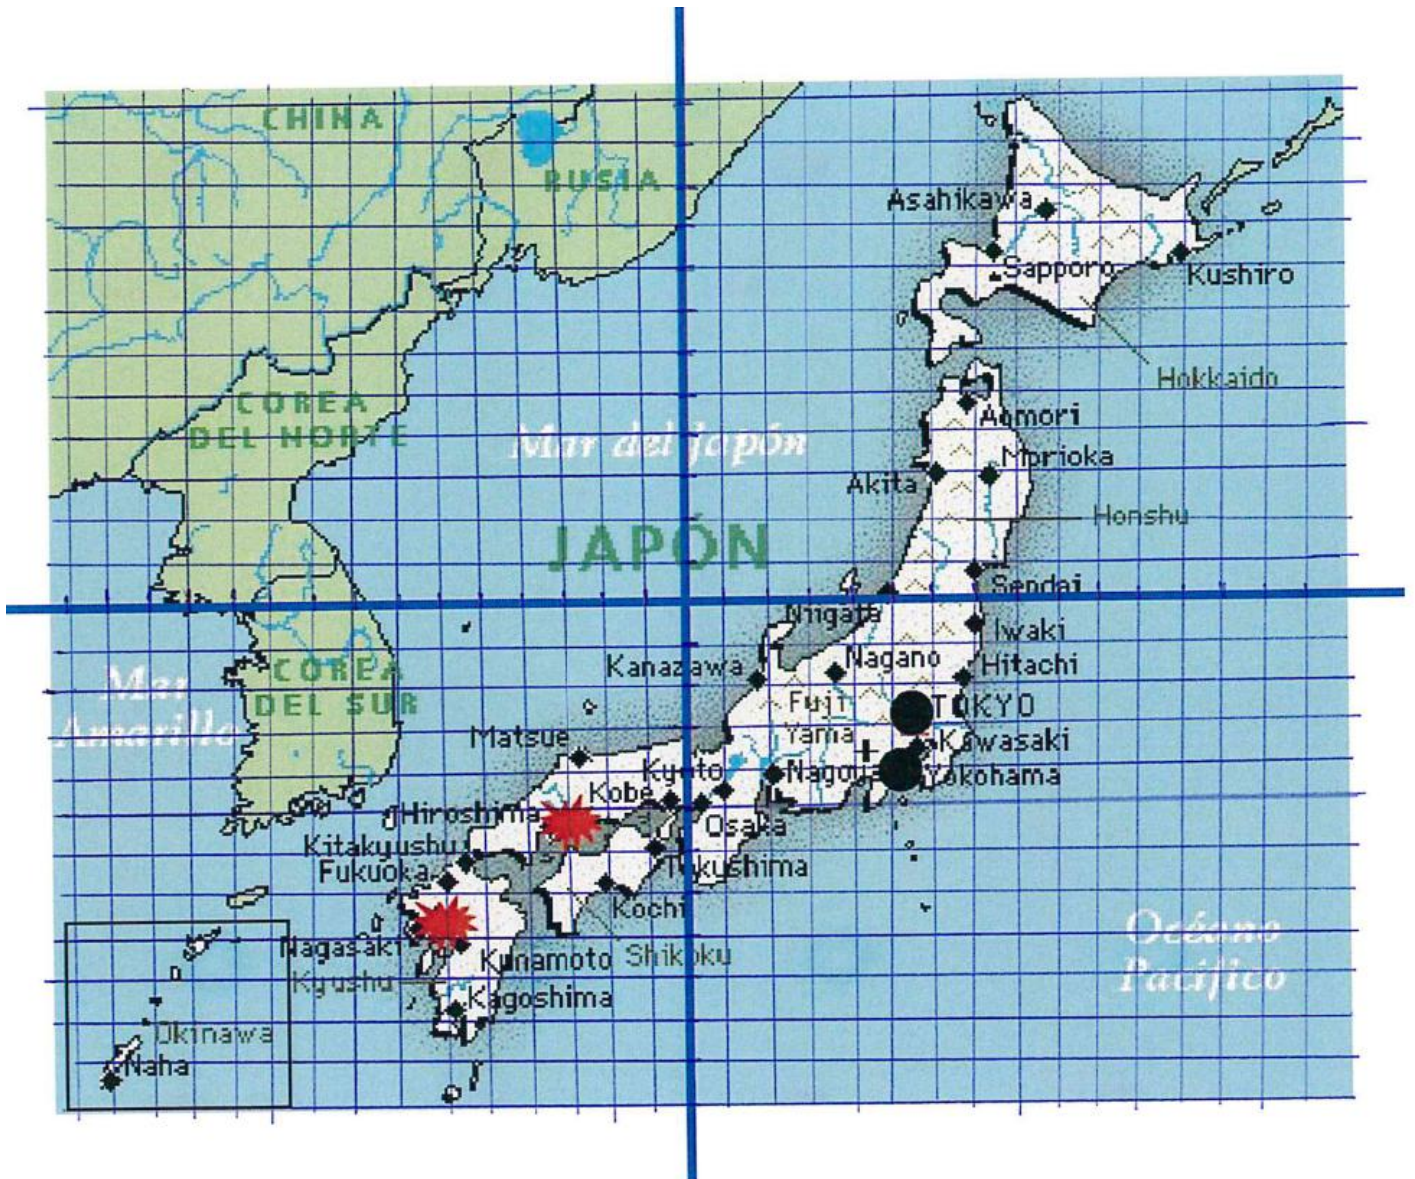 CHINA
RUSIA
Asahikawa
Sapporo
Kushiro
Hokkaido
COREA
DEL NORTE
Mar del Japón
Aomori
Morioka
Akita
JAPÓN
Honshu
Sendai
Niigata
Iwaki
Kanazawa
Nagano
Hitachi
COREA
DEL SUR
Mar
Amarillo
Fuji
Yama
TOKYO
Matsue
Kawasaki
Kyoto
Nagoya
Yokohama
Kobe
Hiroshima
Osaka
Kitakyushu
Fukuoka
Tokushima
Kochi
Nagasaki
Kunamoto
Shikoku
Kyushu
Kagoshima
Océano
Pacífico
Okinawa
Naha